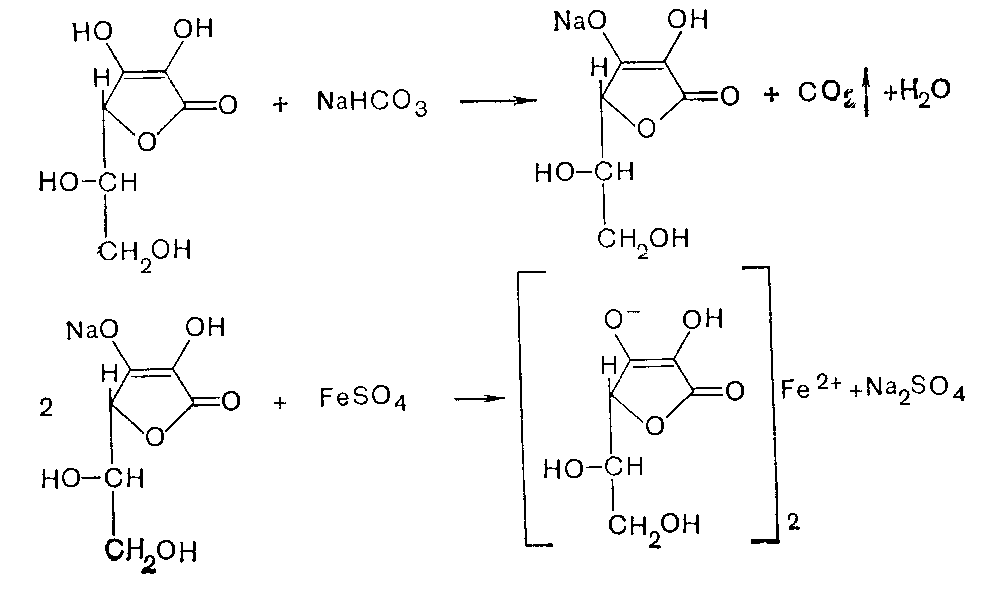 HO OH NaO OH
H H
O + NaHCO3 → O + CO2↑ +H2O
O O
HO-CH HO-CH
CH2OH CH2OH
NaO OH O− OH
H H
2 O + FeSO4 → O Fe2+ +Na2SO4
O O
HO-CH HO-CH
CH2OH CH2OH 2